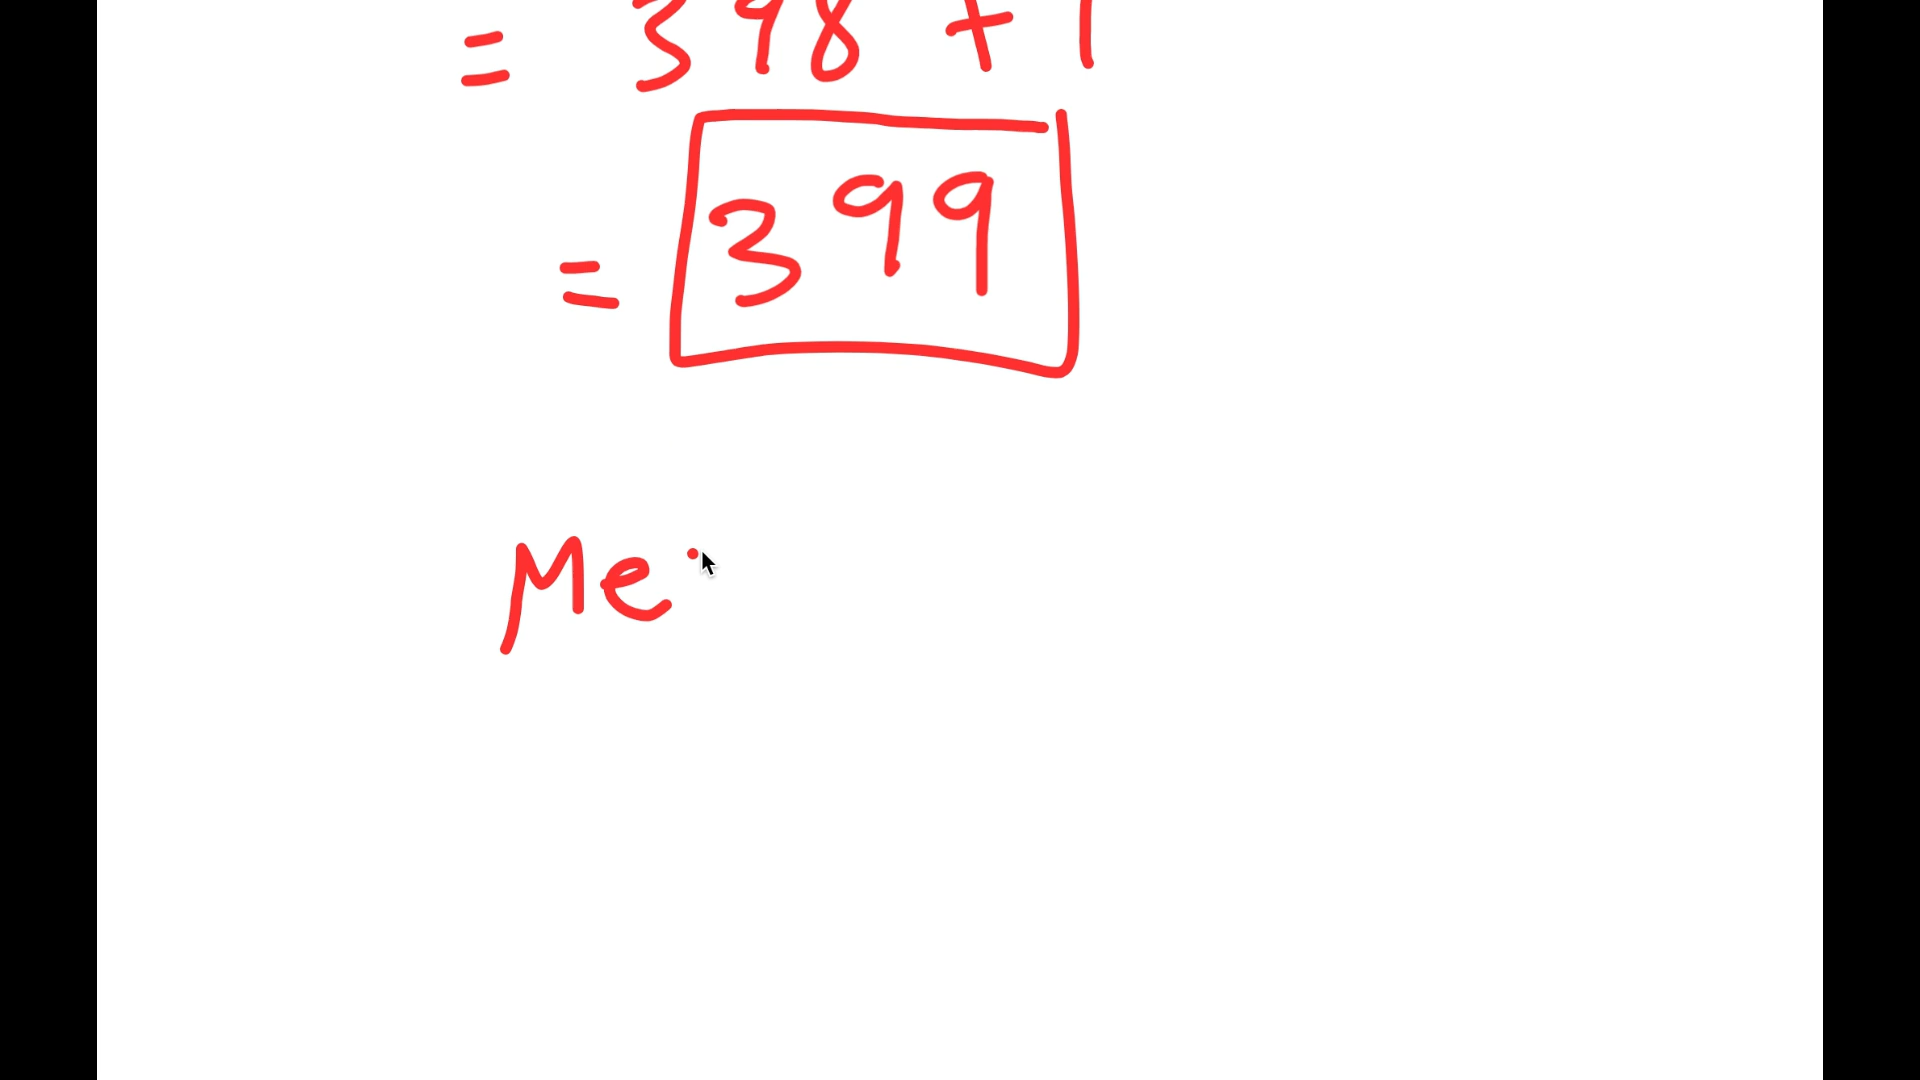 = 398 + 1
= 399
Me